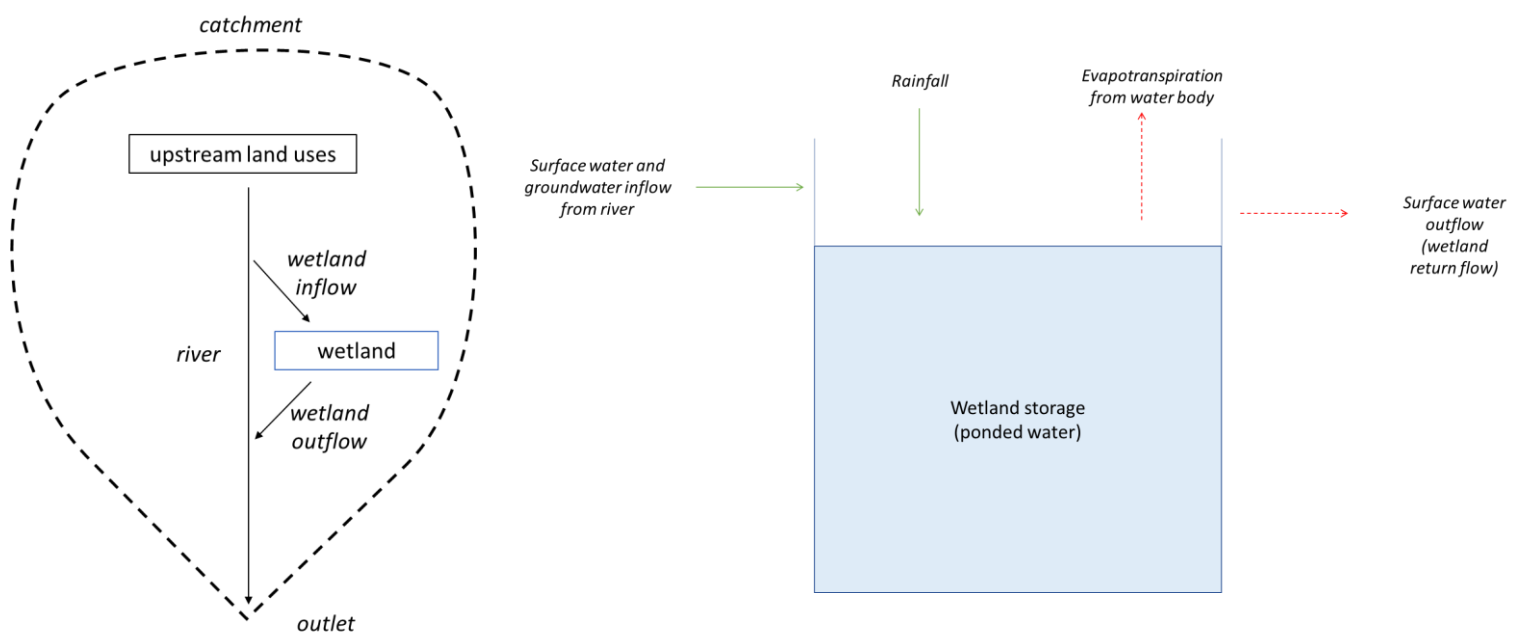 catchment
upstream land uses
wetland
inflow
river
wetland
wetland
outflow
outlet
Rainfall
Evapotranspiration
from water body
Surface water and
groundwater inflow
from river
Surface water
outflow
(wetland
return flow)
Wetland storage
(ponded water)